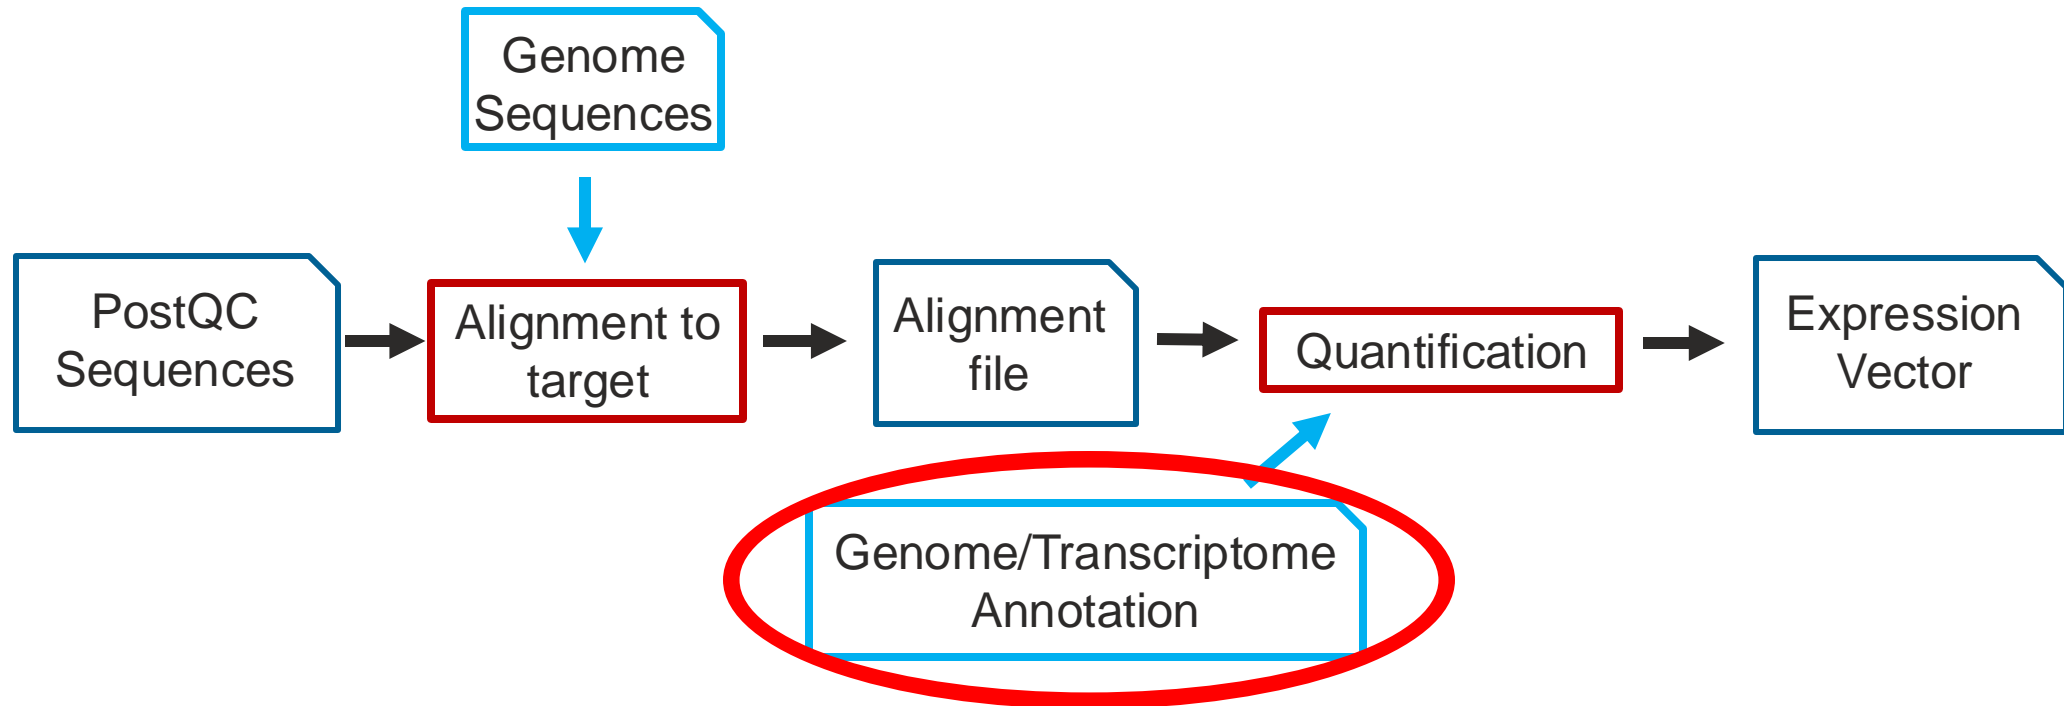 Genome
Sequences
PostQC
Sequences
Alignment to
target
Alignment
file
Quantification
Expression
Vector
Genome/Transcriptome
Annotation